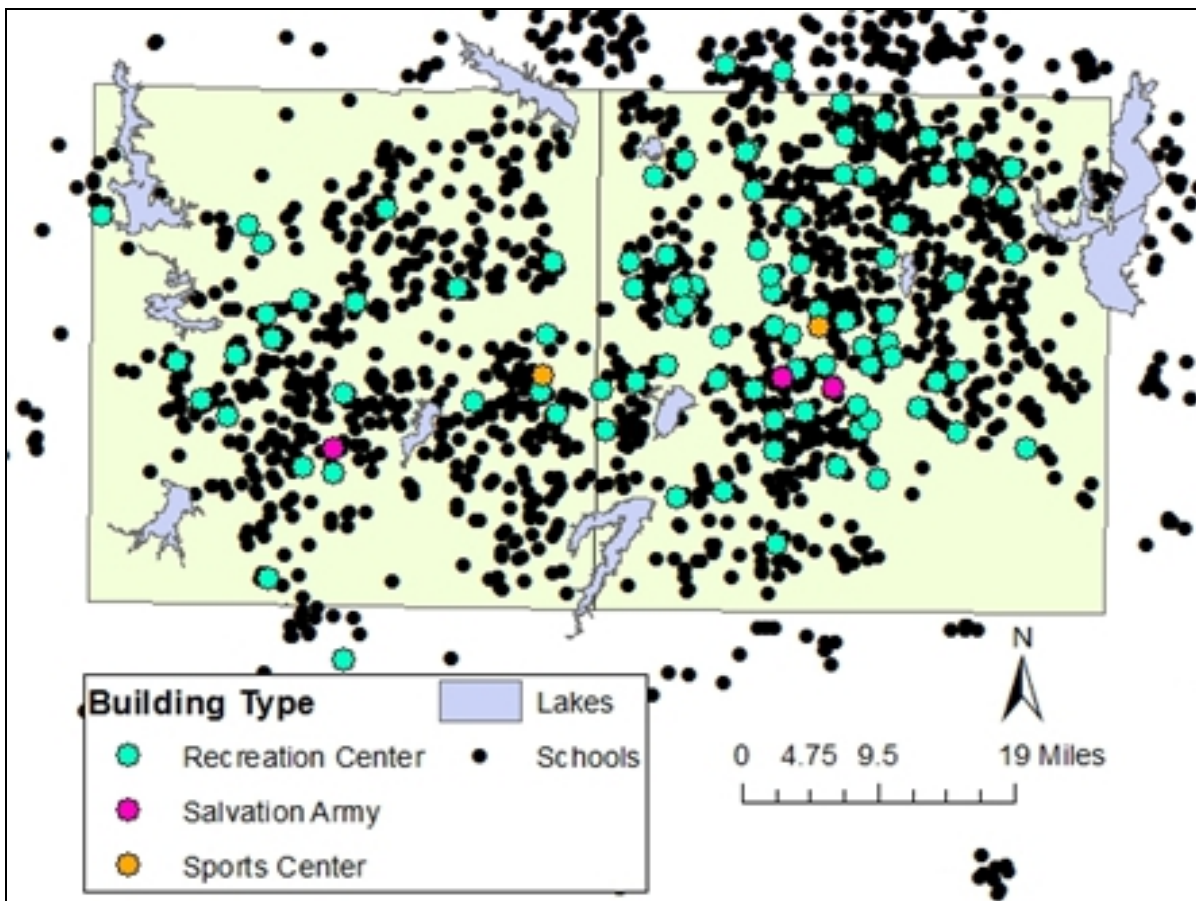 N
0 4.75 9.5 19 Miles
Building Type
Recreation Center
Salvation Army
Sports Center
Lakes
Schools